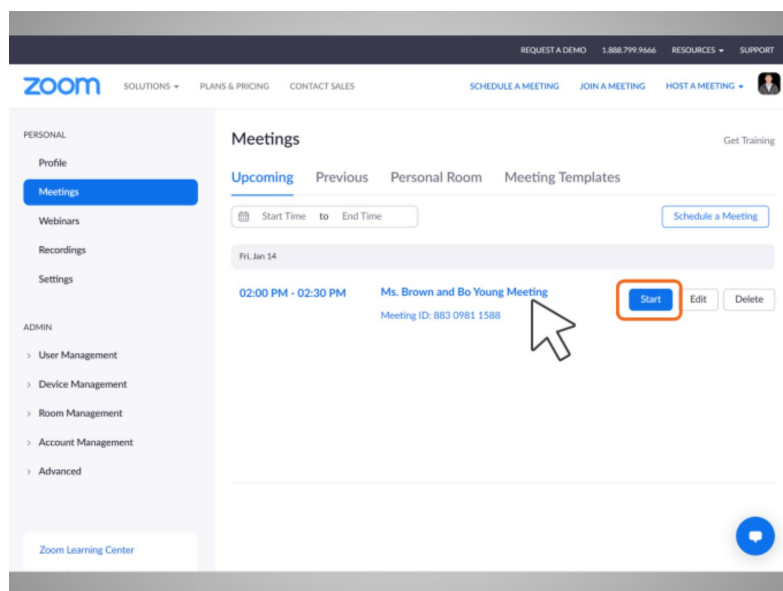 REQUEST A DEMO 1.888.799.9666 RESOURCES SUPPORT
zoom SOLUTIONS PLANS & PRICING CONTACT SALES SCHEDULE A MEETING JOIN A MEETING HOST A MEETING
PERSONAL
Profile
Meetings
Webinars
Recordings
Settings
ADMIN
User Management
Device Management
Room Management
Account Management
Advanced
Zoom Learning Center
Meetings Get Training
Upcoming Previous Personal Room Meeting Templates
Start Time to End Time Schedule a Meeting
Fri, Jan 14
02:00 PM - 02:30 PM Ms. Brown and Bo Young Meeting Start Edit Delete
Meeting ID: 883 0981 1588